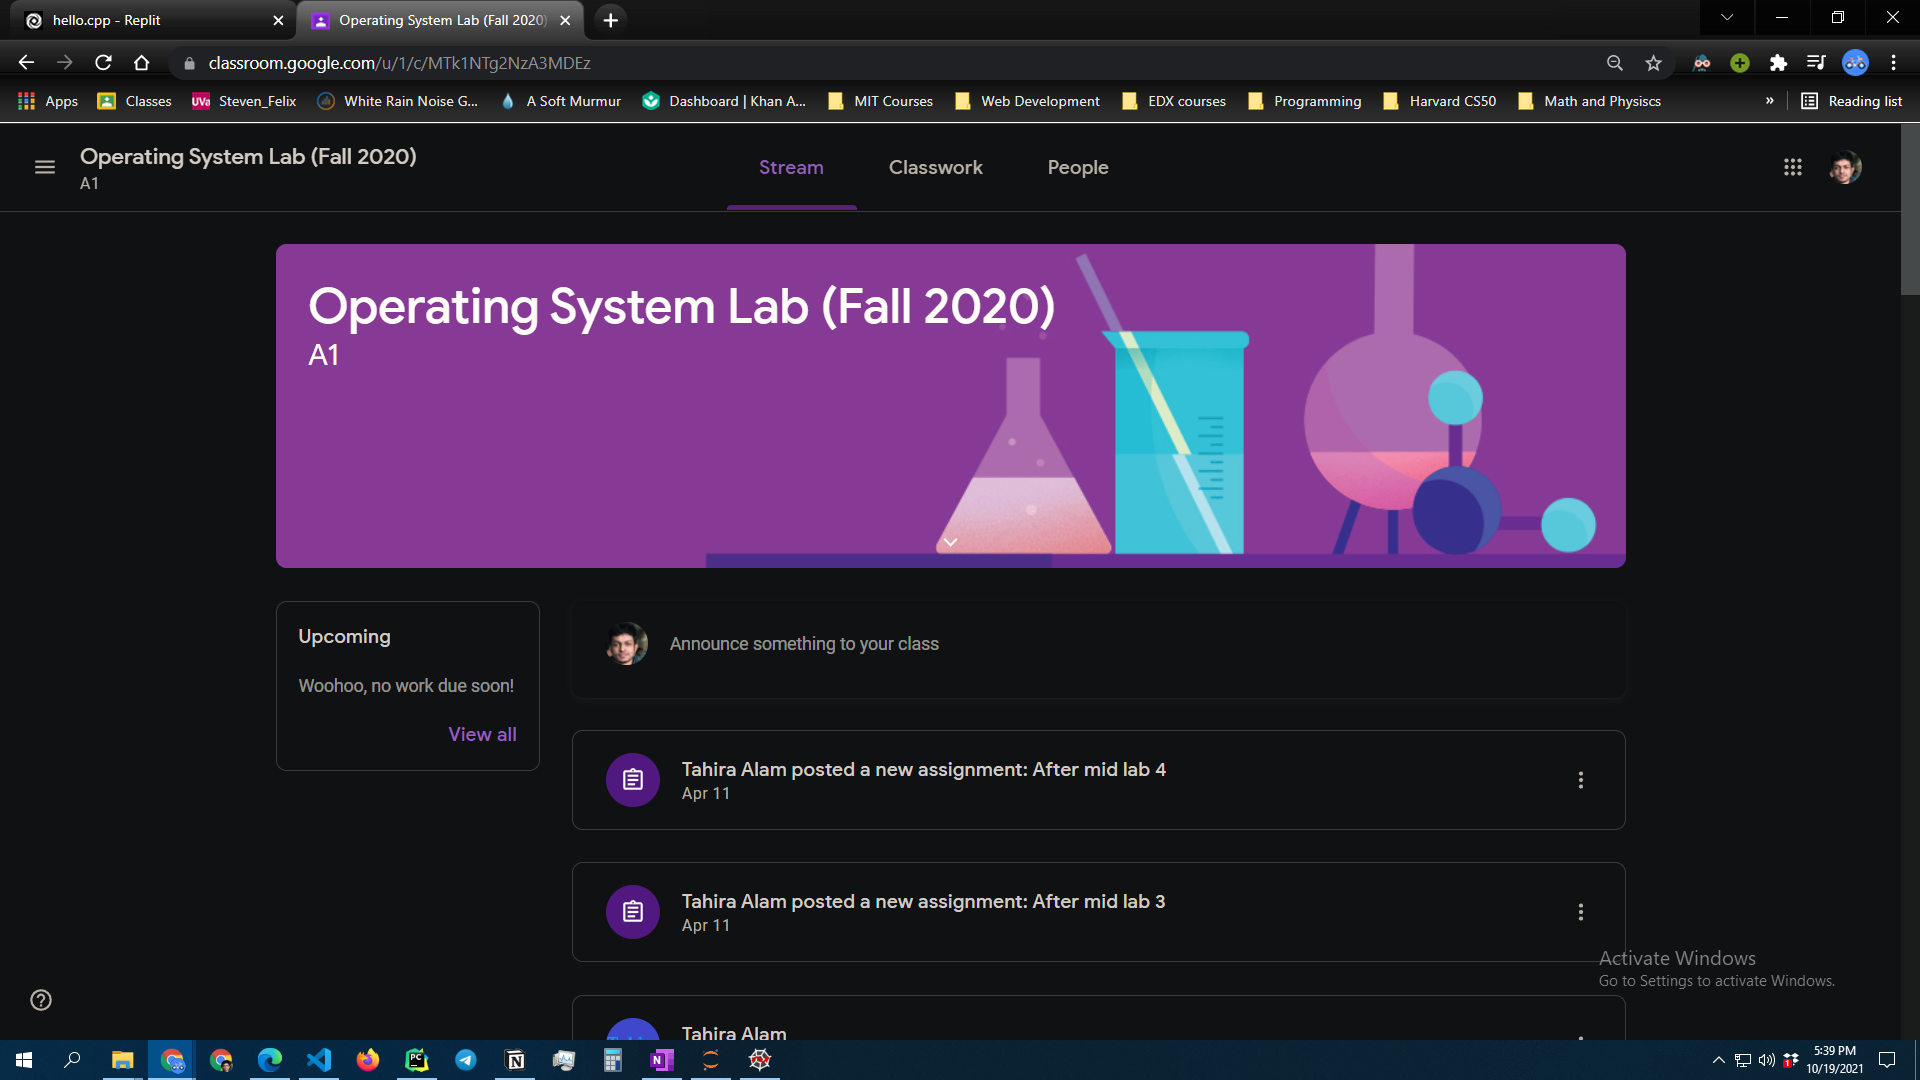 hello.cpp - Replit
Operating System Lab (Fall 2020)
classroom.google.com/u/1/c/MTk1NTg2NzA3MDEz
Apps
Classes
UVa Steven_Felix
White Rain Noise G...
A Soft Murmur
Dashboard | Khan A...
MIT Courses
Web Development
EDX courses
Programming
Harvard CS50
Math and Physiscs
»
Reading list
Operating System Lab (Fall 2020)
A1
Stream
Classwork
People
Operating System Lab (Fall 2020)
A1
Upcoming
Woohoo, no work due soon!
View all
Announce something to your class
Tahira Alam posted a new assignment: After mid lab 4
Apr 11
Tahira Alam posted a new assignment: After mid lab 3
Apr 11
Tahira Alam
Activate Windows
Go to Settings to activate Windows.
5:39 PM
10/19/2021